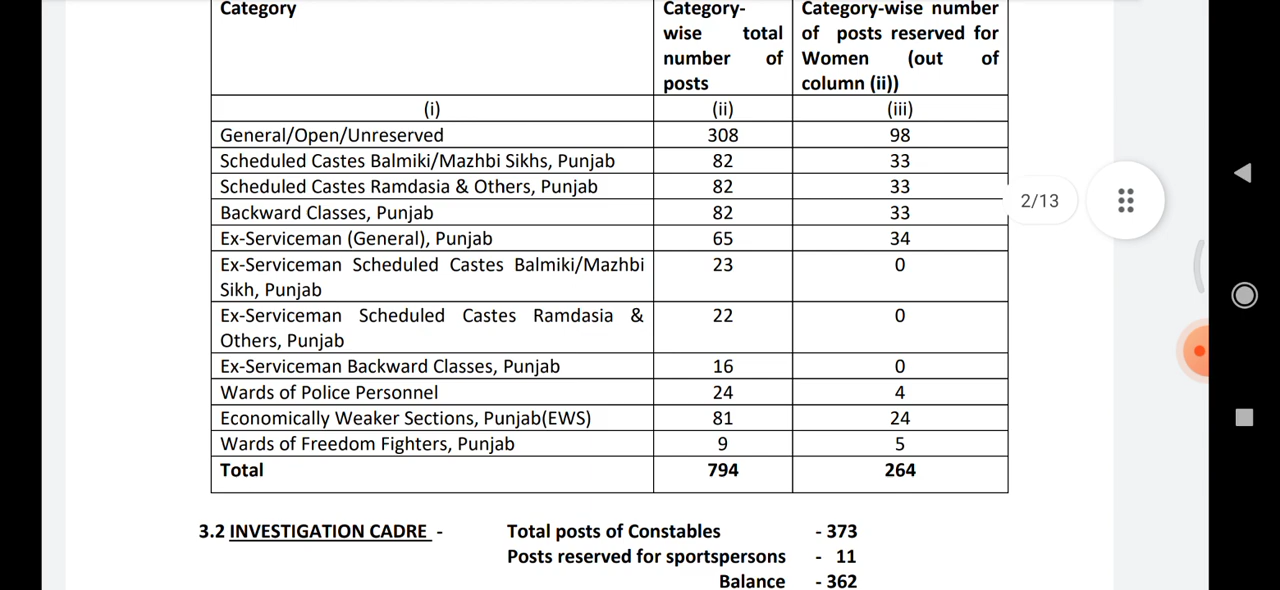 Category
Category-wise total number of posts
Category-wise number of posts reserved for Women (out of column (ii))
(i) (ii) (iii)
General/Open/Unreserved 308 98
Scheduled Castes Balmiki/Mazhbi Sikhs, Punjab 82 33
Scheduled Castes Ramdasia & Others, Punjab 82 33
Backward Classes, Punjab 82 33
Ex-Serviceman (General), Punjab 65 34
Ex-Serviceman Scheduled Castes Balmiki/Mazhbi 23 0
Sikh, Punjab
Ex-Serviceman Scheduled Castes Ramdasia & 22 0
Others, Punjab
Ex-Serviceman Backward Classes, Punjab 16 0
Wards of Police Personnel 24 4
Economically Weaker Sections, Punjab(EWS) 81 24
Wards of Freedom Fighters, Punjab 9 5
Total 794 264
2/13
3.2 INVESTIGATION CADRE - Total posts of Constables - 373
Posts reserved for sportspersons - 11
Balance - 362